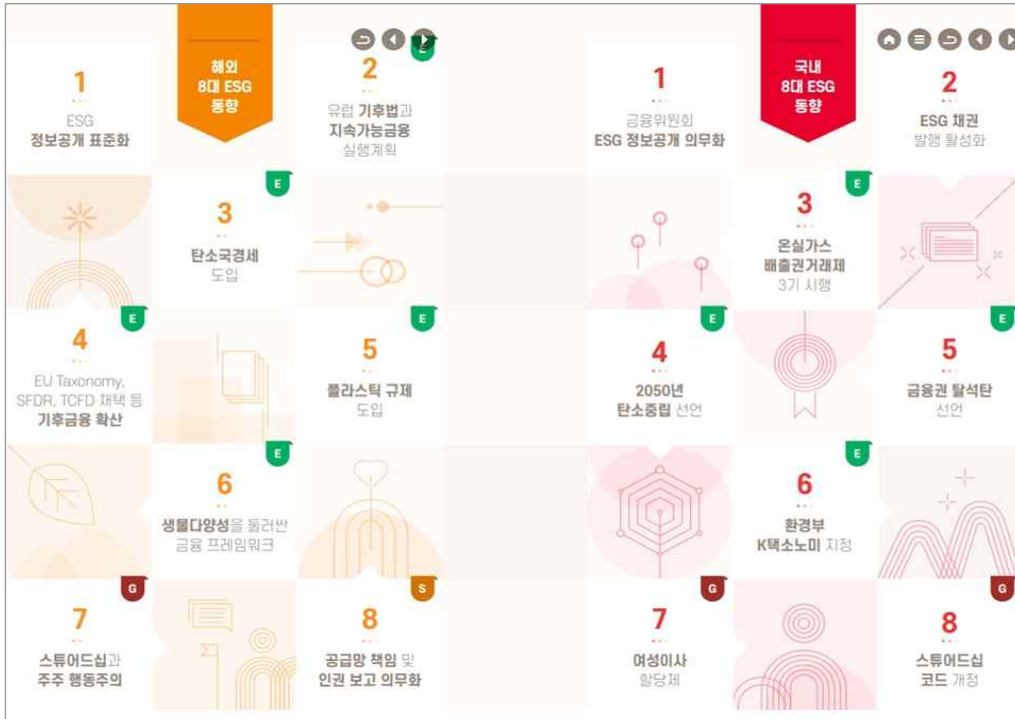 해외
8대 ESG
동향
1
ESG
정보공개 표준화
E
2
유럽 기후법과
지속가능금융
실행계획
E
3
탄소국경세
도입
E
4
EU Taxonomy,
SFDR, TCFD 채택 등
기후금융 확산
E
5
플라스틱 규제
도입
E
6
생물다양성을 둘러싼
금융 프레임워크
G
7
스튜어드십과
주주 행동주의
S
8
공급망 책임 및
인권 보고 의무화
국내
8대 ESG
동향
1
금융위원회
ESG 정보공개 의무화
2
ESG 채권
발행 활성화
E
3
온실가스
배출권거래제
3기 시행
E
4
2050년
탄소중립 선언
E
5
금융권 탈석탄
선언
E
6
환경부
K택소노미 지정
G
7
여성이사
할당제
G
8
스튜어드십
코드 개정